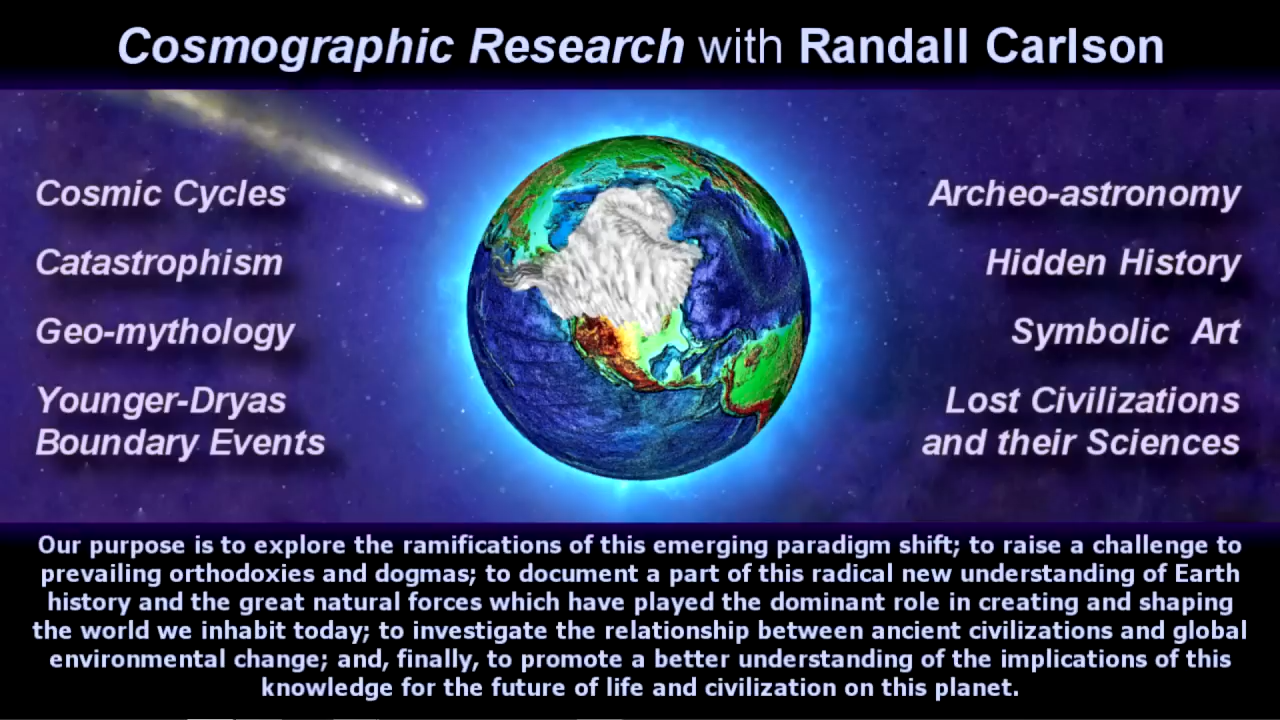 Cosmographic Research with Randall Carlson
Cosmic Cycles
Catastrophism
Geo-mythology
Younger-Dryas
Boundary Events
Archeo-astronomy
Hidden History
Symbolic Art
Lost Civilizations
and their Sciences
Our purpose is to explore the ramifications of this emerging paradigm shift; to raise a challenge to
prevailing orthodoxies and dogmas; to document a part of this radical new understanding of Earth
history and the great natural forces which have played the dominant role in creating and shaping
the world we inhabit today; to investigate the relationship between ancient civilizations and global
environmental change; and, finally, to promote a better understanding of the implications of this
knowledge for the future of life and civilization on this planet.